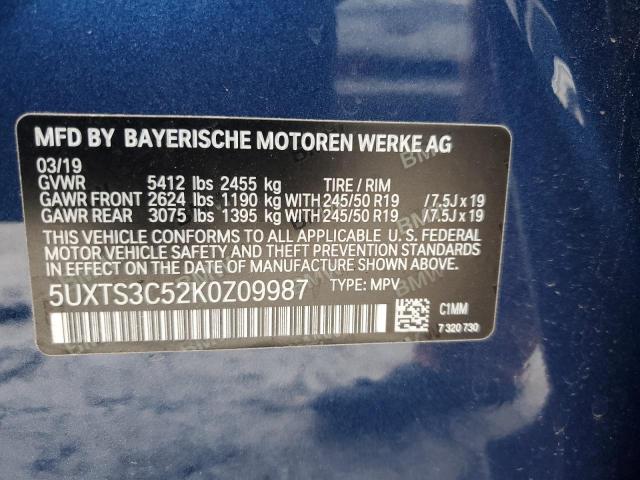 MFD BY BAYERISCHE MOTOREN WERKE AG
03/19
GVWR 5412 lbs 2455 kg TIRE / RIM
GAWR FRONT 2624 lbs 1190 kg WITH 245/50 R19 /7.5J x 19
GAWR REAR 3075 lbs 1395 kg WITH 245/50 R19 /7.5J x 19
THIS VEHICLE CONFORMS TO ALL APPLICABLE U. S. FEDERAL
MOTOR VEHICLE SAFETY AND THEFT PREVENTION STANDARDS
IN EFFECT ON THE DATE OF MANUFACTURE SHOWN ABOVE.
5UXTS3C52K0Z09987 TYPE: MPV
C1MM
7 320 730